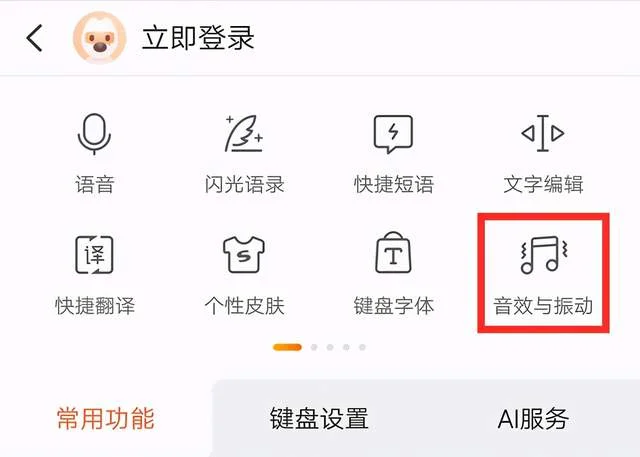 立即登录
语音 闪光语录 快捷短语 文字编辑
译 S T
快捷翻译 个性皮肤 键盘字体 音效与振动
常用功能 键盘设置 AI服务